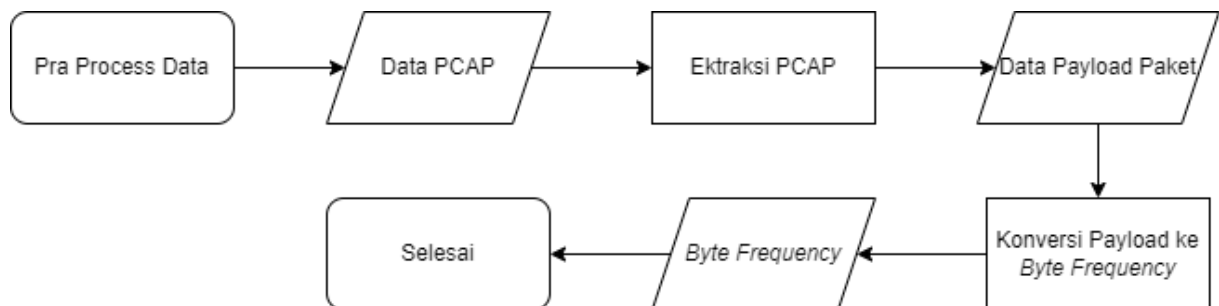 Pra Process Data
Data PCAP
Ektraksi PCAP
Data Payload Paket
Konversi Payload ke
Byte Frequency
Byte Frequency
Selesai